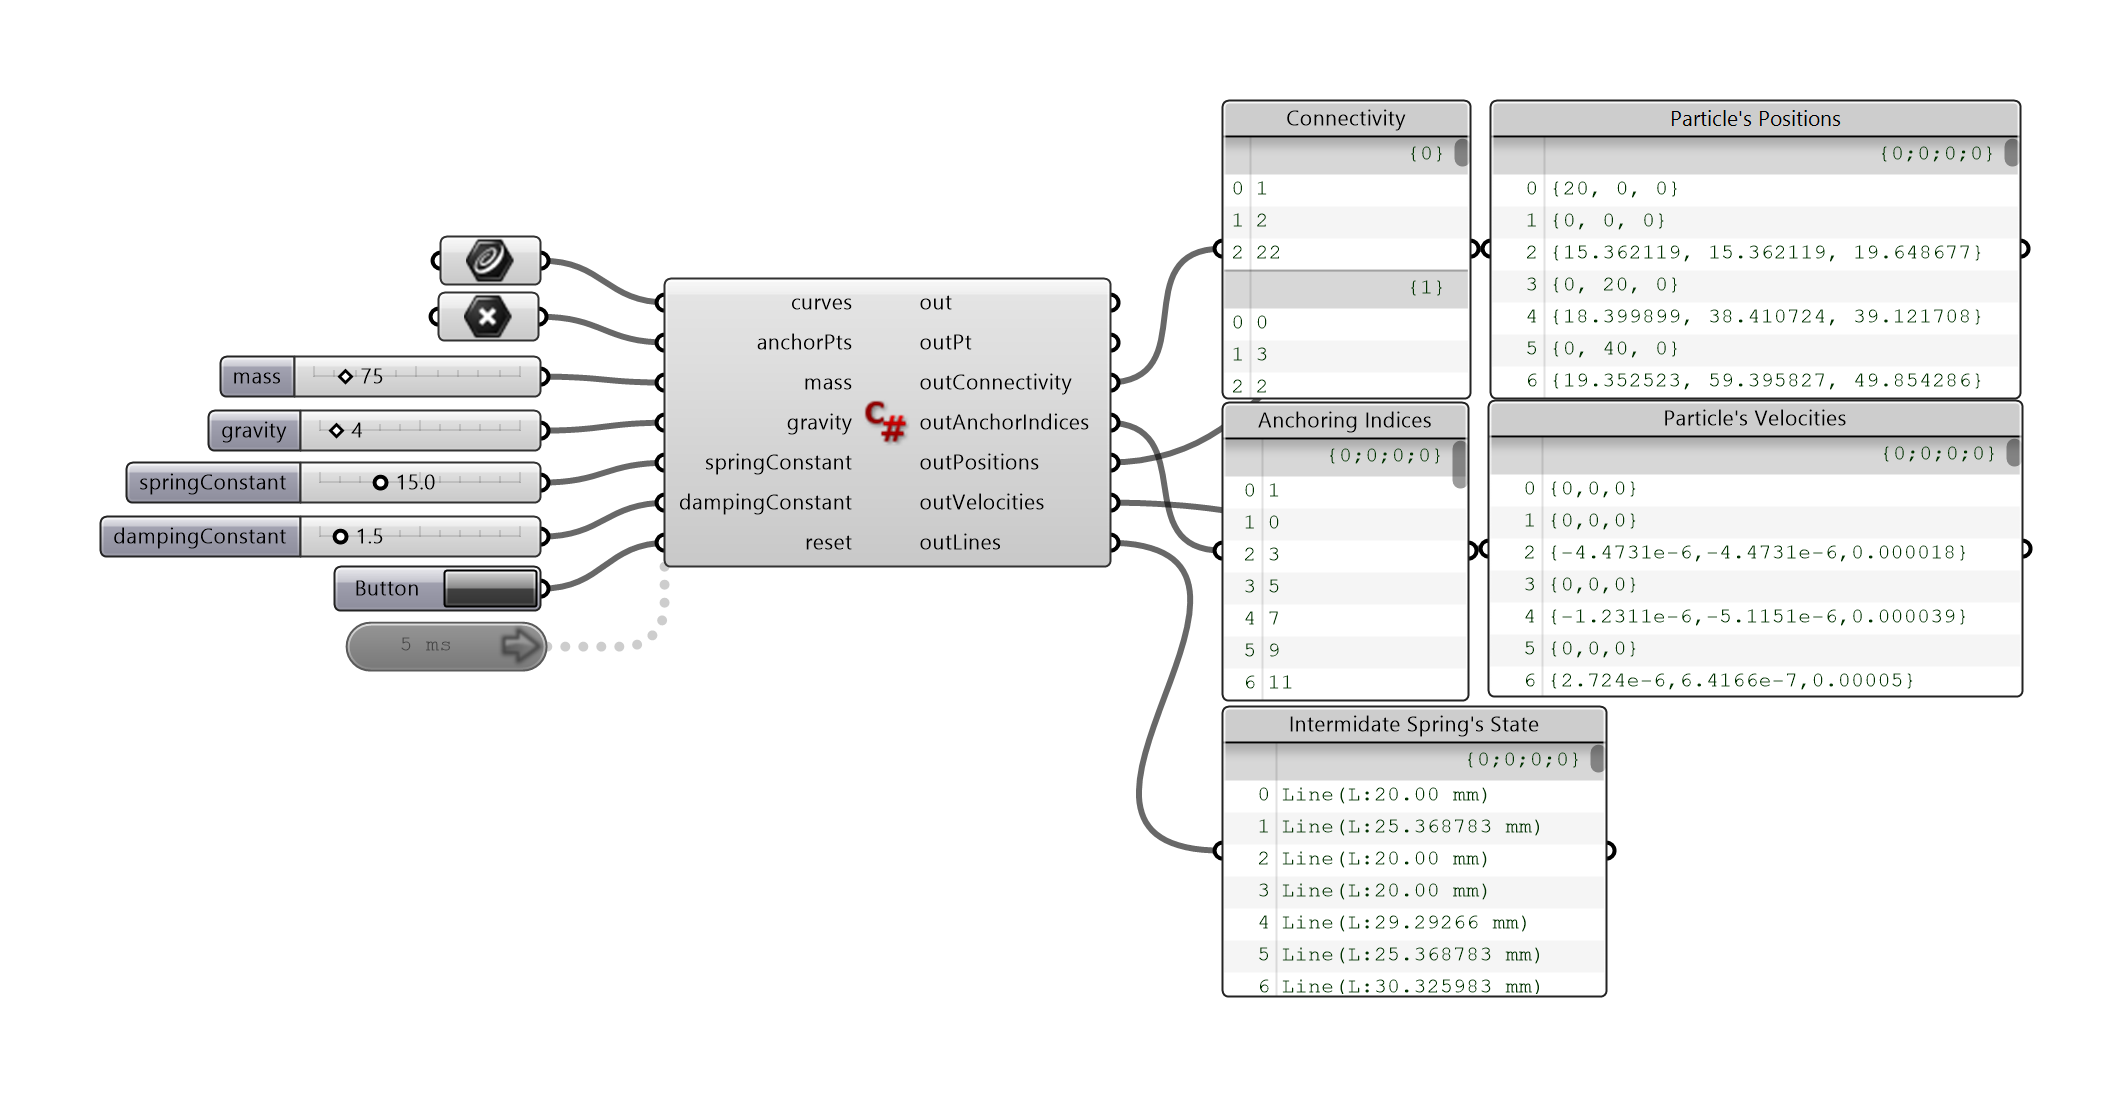 mass 75
gravity 4
springConstant 15.0
dampingConstant 1.5
Button
5 ms
curves out
anchorPts outPt
mass outConnectivity
gravity outAnchorIndices
springConstant outPositions
dampingConstant outVelocities
reset outLines
C#
Connectivity
{0}
0 1
1 2
2 22
{1}
0 0
1 3
2 2
Particle's Positions
{0;0;0;0}
0 {20, 0, 0}
1 {0, 0, 0}
2 {15.362119, 15.362119, 19.648677}
3 {0, 20, 0}
4 {18.399899, 38.410724, 39.121708}
5 {0, 40, 0}
6 {19.352523, 59.395827, 49.854286}
Anchoring Indices
{0;0;0;0}
0 1
1 0
2 3
3 5
4 7
5 9
6 11
Particle's Velocities
{0;0;0;0}
0 {0,0,0}
1 {0,0,0}
2 {-4.4731e-6,-4.4731e-6,0.000018}
3 {0,0,0}
4 {-1.2311e-6,-5.1151e-6,0.000039}
5 {0,0,0}
6 {2.724e-6,6.4166e-7,0.00005}
Intermidate Spring's State
{0;0;0;0}
0 Line(L:20.00 mm)
1 Line(L:25.368783 mm)
2 Line(L:20.00 mm)
3 Line(L:20.00 mm)
4 Line(L:29.29266 mm)
5 Line(L:25.368783 mm)
6 Line(L:30.325983 mm)